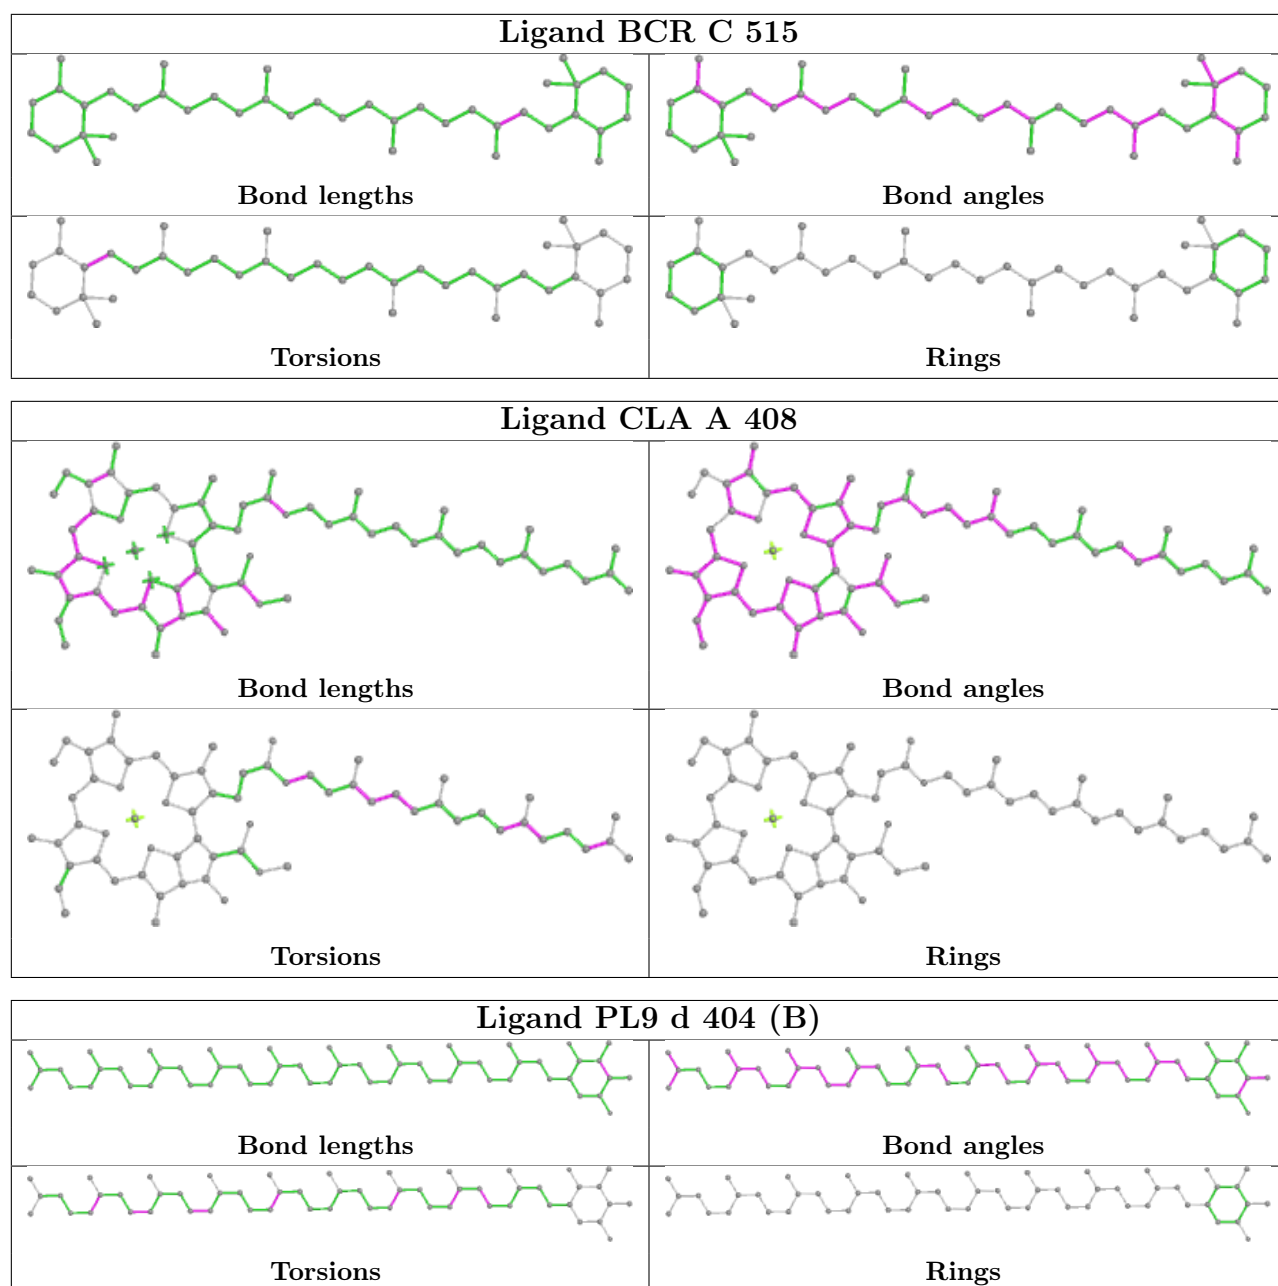 Ligand BCR C 515
Bond lengths
Bond angles
Torsions
Rings
Ligand CLA A 408
Bond lengths
Bond angles
Torsions
Rings
Ligand PL9 d 404 (B)
Bond lengths
Bond angles
Torsions
Rings